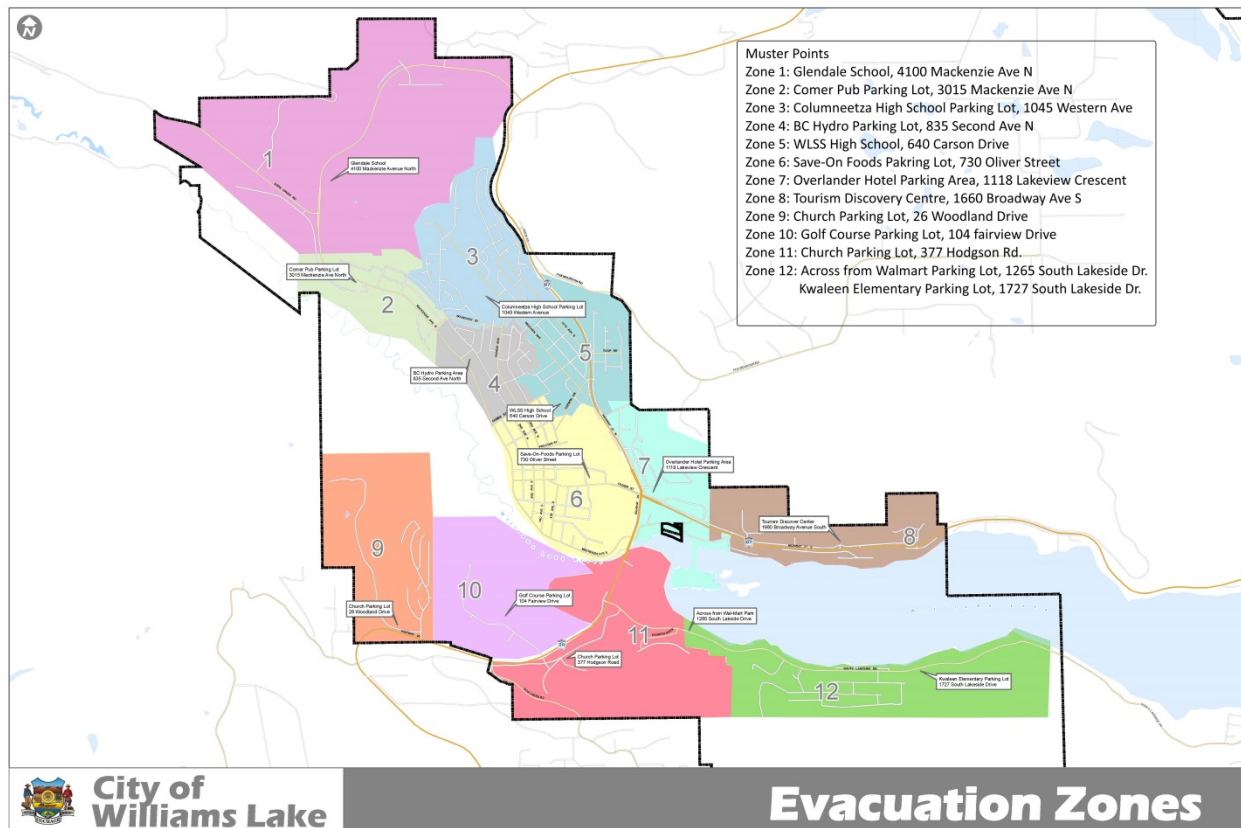 N
Muster Points
Zone 1: Glendale School, 4100 Mackenzie Ave N
Zone 2: Comer Pub Parking Lot, 3015 Mackenzie Ave N
Zone 3: Columneetza High School Parking Lot, 1045 Western Ave
Zone 4: BC Hydro Parking Lot, 835 Second Ave N
Zone 5: WLSS High School, 640 Carson Drive
Zone 6: Save-On Foods Pakring Lot, 730 Oliver Street
Zone 7: Overlander Hotel Parking Area, 1118 Lakeview Crescent
Zone 8: Tourism Discovery Centre, 1660 Broadway Ave S
Zone 9: Church Parking Lot, 26 Woodland Drive
Zone 10: Golf Course Parking Lot, 104 fairview Drive
Zone 11: Church Parking Lot, 377 Hodgson Rd.
Zone 12: Across from Walmart Parking Lot, 1265 South Lakeside Dr.
Kwaleen Elementary Parking Lot, 1727 South Lakeside Dr.
1
Glendale School
4100 Mackenzie Avenue North
3
Comer Pub Parking Lot
3015 Mackenzie Ave North
2
Columneetza High School Parking Lot
1045 Western Avenue
5
BC Hydro Parking Area
835 Second Ave North
4
WLSS High School
640 Carson Drive
Save-On-Foods Parking Lot
730 Oliver Street
6
7
Overlander Hotel Parking Area
1118 Lakeview Crescent
Tourism Discover Center
1660 Broadway Avenue South
8
9
10
Church Parking Lot
26 Woodland Drive
Golf Course Parking Lot
104 Fairview Drive
11
Across from Wal-Mart Park
1265 South Lakeside Drive
Church Parking Lot
377 Hodgson Road
12
SOUTH LAKESIDE DR
Kwaleen Elementary Parking Lot
1727 South Lakeside Drive
City of
Williams Lake
Evacuation Zones